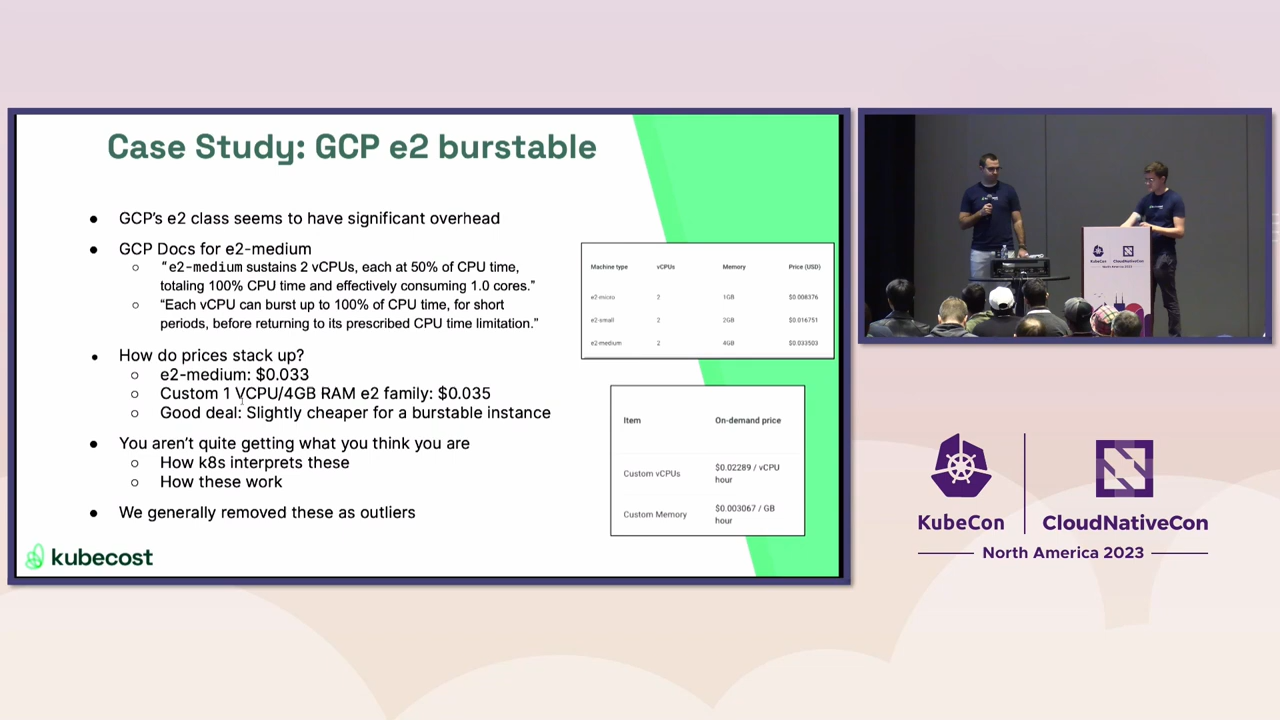 Case Study: GCP e2 burstable
● GCP's e2 class seems to have significant overhead
● GCP Docs for e2-medium
○ "e2-medium sustains 2 vCPUs, each at 50% of CPU time,
totaling 100% CPU time and effectively consuming 1.0 cores."
○ "Each vCPU can burst up to 100% of CPU time, for short
periods, before returning to its prescribed CPU time limitation."
● How do prices stack up?
○ e2-medium: $0.033
○ Custom 1 VCPU/4GB RAM e2 family: $0.035
○ Good deal: Slightly cheaper for a burstable instance
● You aren't quite getting what you think you are
○ How k8s interprets these
○ How these work
● We generally removed these as outliers
kubecost
Machine type vCPUs Memory Price (USD)
e2-micro 2 1GB $0.008376
e2-small 2 2GB $0.016751
e2-medium 2 4GB $0.033503
Item On-demand price
Custom vCPUs $0.02289 / vCPU
hour
Custom Memory $0.003067 / GB
hour
KubeCon CloudNativeCon
North America 2023
KubeCon CloudNativeCon
North America 2023